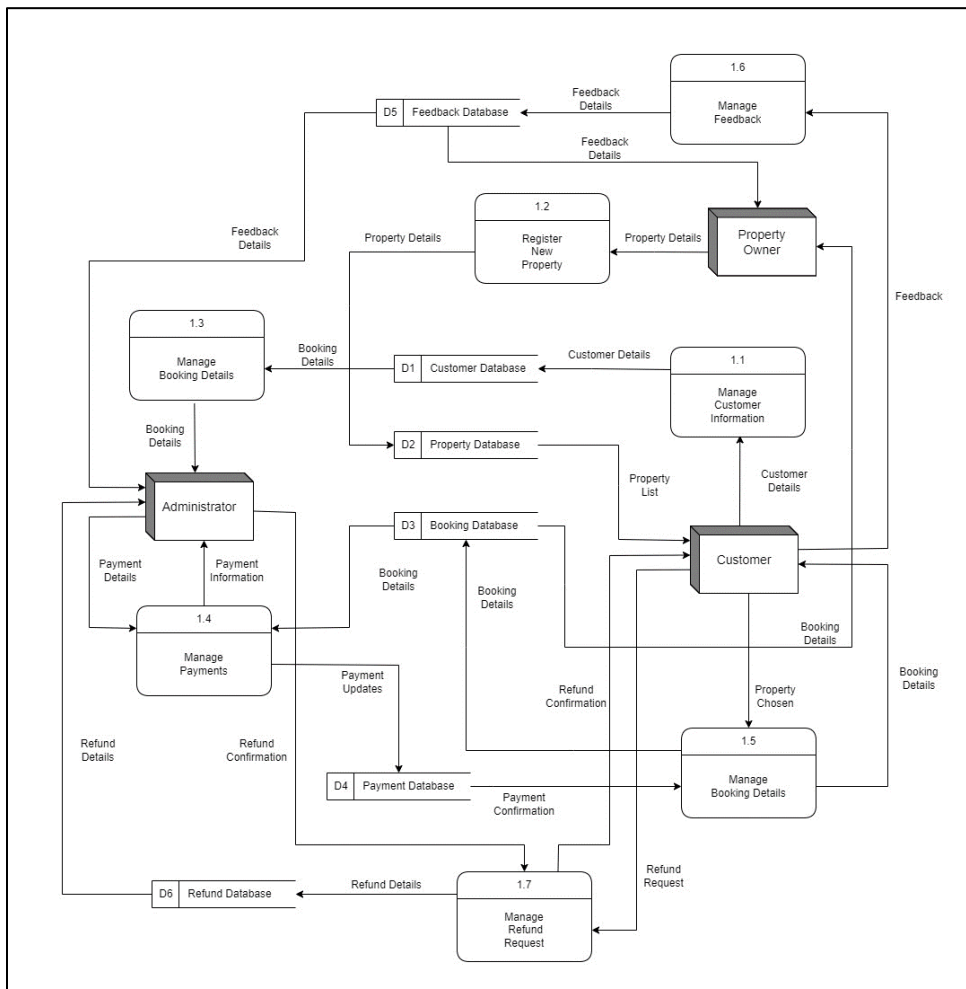 1.6
Manage
Feedback
Feedback
Details
D5 Feedback Database
Feedback
Details
1.2
Register
New
Property
Property
Owner
Property Details
Property Details
Feedback
Details
Feedback
1.3
Manage
Booking Details
Booking
Details
D1 Customer Database
Customer Details
1.1
Manage
Customer
Information
Booking
Details
D2 Property Database
Property
List
Customer
Details
Administrator
D3 Booking Database
Customer
Payment
Details
Payment
Information
Booking
Details
Booking
Details
Booking
Details
1.4
Manage
Payments
Payment
Updates
Refund
Confirmation
Property
Chosen
Booking
Details
Refund
Details
Refund
Confirmation
1.5
Manage
Booking Details
D4 Payment Database
Payment
Confirmation
Refund
Request
D6 Refund Database
Refund Details
1.7
Manage
Refund
Request